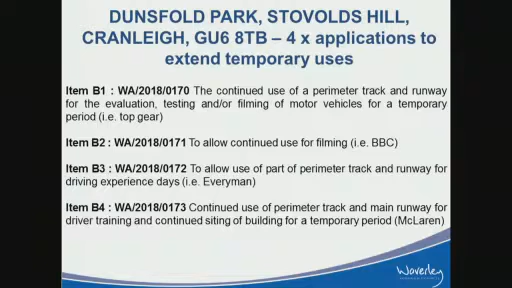 DUNSFOLD PARK, STOVOLDS HILL,
CRANLEIGH, GU6 8TB – 4 x applications to
extend temporary uses
Item B1 : WA/2018/0170 The continued use of a perimeter track and runway
for the evaluation, testing and/or filming of motor vehicles for a temporary
period (i.e. top gear)
Item B2 : WA/2018/0171 To allow continued use for filming (i.e. BBC)
Item B3 : WA/2018/0172 To allow use of part of perimeter track and runway for
driving experience days (i.e. Everyman)
Item B4 : WA/2018/0173 Continued use of perimeter track and main runway for
driver training and continued siting of building for a temporary period (McLaren)
Waverley